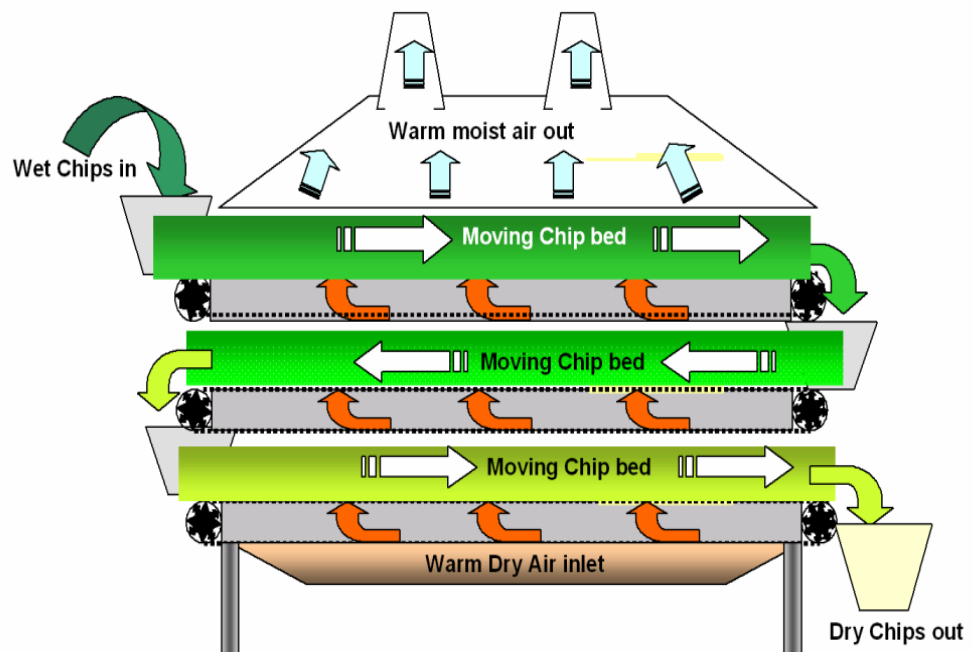 Warm moist air out
Wet Chips in
Moving Chip bed
Moving Chip bed
Moving Chip bed
Warm Dry Air inlet
Dry Chips out